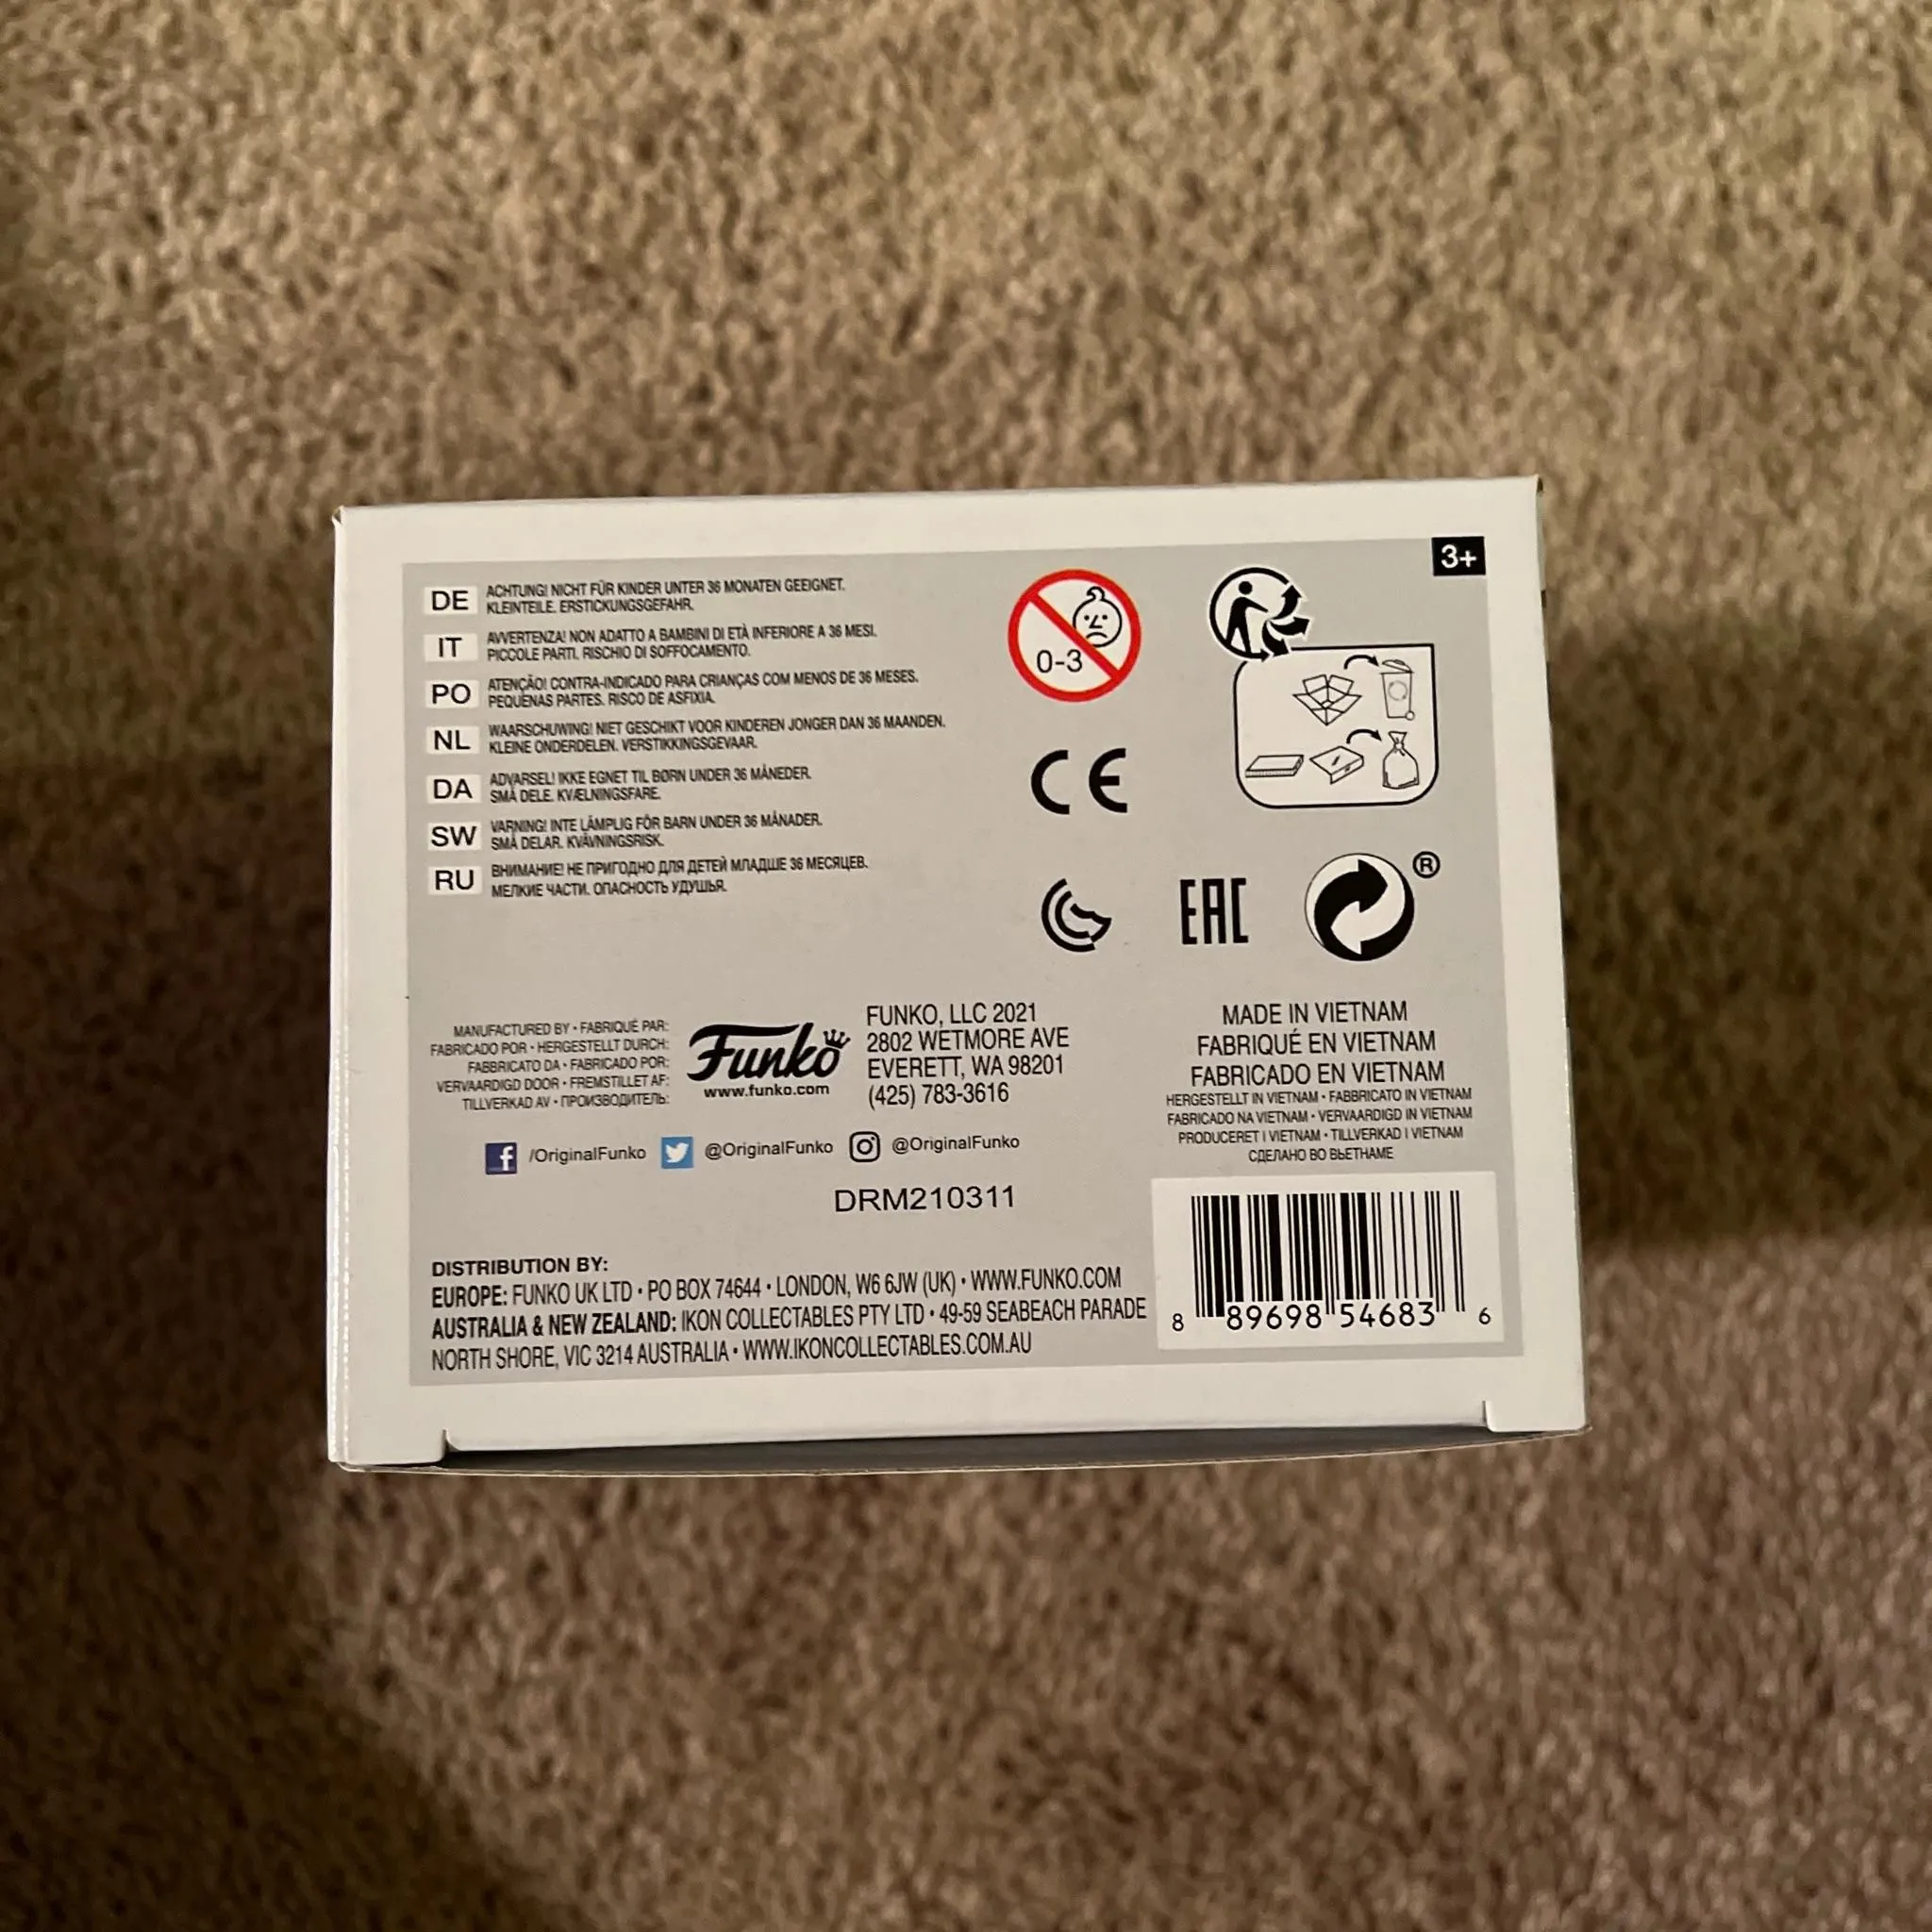 3+
DE ACHTUNG! NICHT FÜR KINDER UNTER 36 MONATEN GEEIGNET.
KLEINTEILE. ERSTICKUNGSGEFAHR.
IT AVVERTENZA! NON ADATTO A BAMBINI DI ETÀ INFERIORE A 36 MESI.
PICCOLE PARTI. RISCHIO DI SOFFOCAMENTO.
PO ATENÇÃO! CONTRA-INDICADO PARA CRIANÇAS COM MENOS DE 36 MESES.
PEQUENAS PARTES. RISCO DE ASFIXIA.
NL WAARSCHUWING! NIET GESCHIKT VOOR KINDEREN JONGER DAN 36 MAANDEN.
KLEINE ONDERDELEN. VERSTIKKINGSGEVAAR.
DA ADVARSEL! IKKE EGNET TIL BØRN UNDER 36 MÅNEDER.
SMÅ DELE. KVÆLNINGSFARE.
SW VARNING! INTE LÄMPLIG FÖR BARN UNDER 36 MÅNADER.
SMÅ DELAR. KVÄVNINGSRISK.
RU ВНИМАНИЕ! НЕ ПРИГОДНО ДЛЯ ДЕТЕЙ МЛАДШЕ 36 МЕСЯЦЕВ.
МЕЛКИЕ ЧАСТИ. ОПАСНОСТЬ УДУШЬЯ.
0-3
CE
EAC
®
MANUFACTURED BY • FABRIQUÉ PAR:
FABRICADO POR • HERGESTELLT DURCH:
FABBRICATO DA • FABRICADO POR:
VERVAARDIGD DOOR • FREMSTILLET AF:
TILLVERKAD AV • ПРОИЗВОДИТЕЛЬ:
Funko
www.funko.com
FUNKO, LLC 2021
2802 WETMORE AVE
EVERETT, WA 98201
(425) 783-3616
MADE IN VIETNAM
FABRIQUÉ EN VIETNAM
FABRICADO EN VIETNAM
HERGESTELLT IN VIETNAM • FABBRICATO IN VIETNAM
FABRICADO NA VIETNAM • VERVAARDIGD IN VIETNAM
PRODUCERET I VIETNAM • TILLVERKAD I VIETNAM
СДЕЛАНО ВО ВЬЕТНАМЕ
f /OriginalFunko @OriginalFunko @OriginalFunko
DRM210311
DISTRIBUTION BY:
EUROPE: FUNKO UK LTD • PO BOX 74644 • LONDON, W6 6JW (UK) • WWW.FUNKO.COM
AUSTRALIA & NEW ZEALAND: IKON COLLECTABLES PTY LTD • 49-59 SEABEACH PARADE
NORTH SHORE, VIC 3214 AUSTRALIA • WWW.IKONCOLLECTABLES.COM.AU
8 89698 54683 6